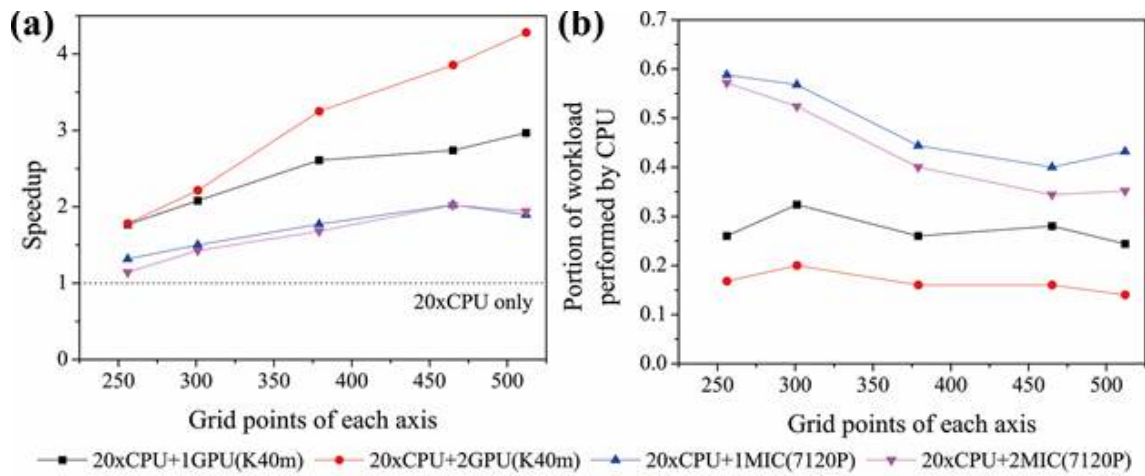 (a)
4
3
2
1
0
Speedup
250 300 350 400 450 500
Grid points of each axis
20xCPU only
(b)
0.7
0.6
0.5
0.4
0.3
0.2
0.1
0.0
Portion of workload
performed by CPU
250 300 350 400 450 500
Grid points of each axis
20xCPU+1GPU(K40m) 20xCPU+2GPU(K40m) 20xCPU+1MIC(7120P) 20xCPU+2MIC(7120P)